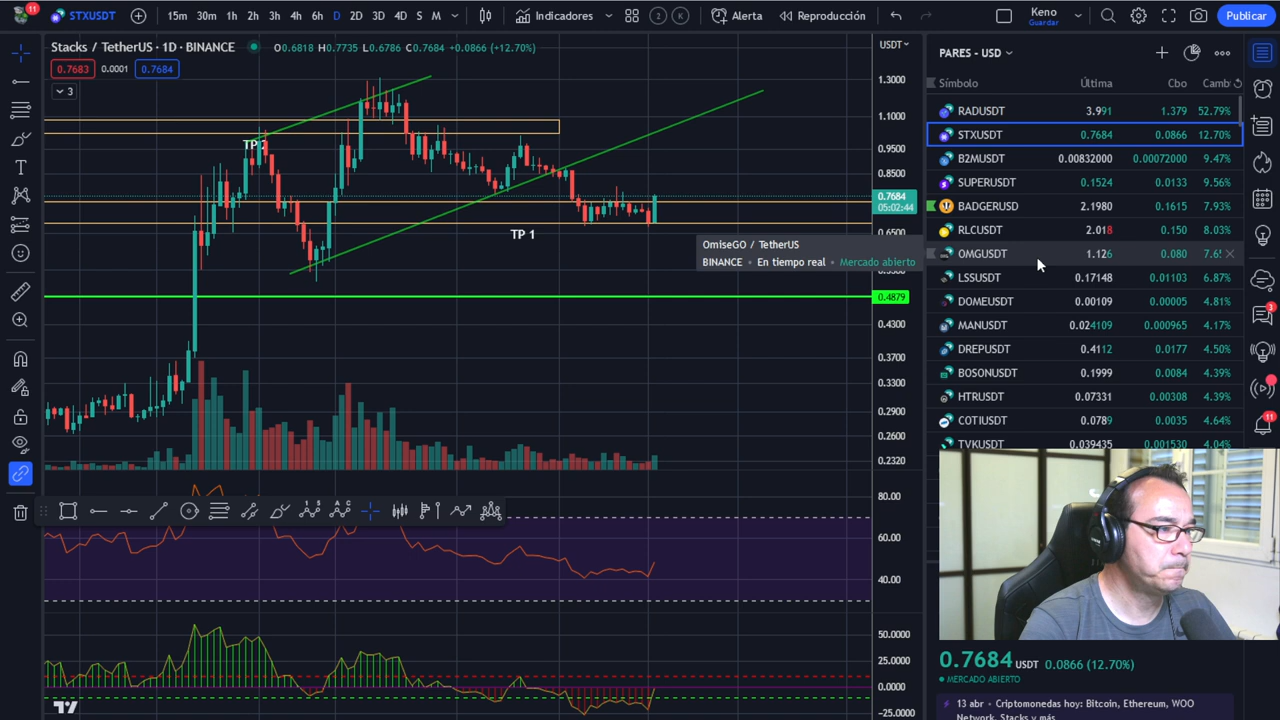 11
STXUSDT
15m 30m 1h 2h 3h 4h 6h D 2D 3D 4D S M
Indicadores
2 K
Alerta
Reproducción
Keno
Guardar
Publicar
Stacks / TetherUS · 1D · BINANCE
O0.6818 H0.7735 L0.6786 C0.7684 +0.0866 (+12.70%)
0.7683 0.0001 0.7684
3
USDT
1.3000
1.1000
0.9500
0.8500
0.7684
05:02:44
0.6500
0.4879
0.4300
0.3700
0.3300
0.2900
0.2600
0.2320
80.00
60.00
40.00
50.0000
25.0000
0.0000
−25.0000
TP 1
OmiseGO / TetherUS
BINANCE • En tiempo real • Mercado abierto
PARES - USD
Símbolo Última Cbo Camb
RADUSDT 3.991 1.379 52.79%
STXUSDT 0.7684 0.0866 12.70%
B2MUSDT 0.00832000 0.00072000 9.47%
SUPERUSDT 0.1524 0.0133 9.56%
BADGERUSD 2.1980 0.1615 7.93%
RLCUSDT 2.018 0.150 8.03%
OMGUSDT 1.126 0.080
LSSUSDT 0.17148 0.01103 6.87%
DOMEUSDT 0.00109 0.00005 4.81%
MANUSDT 0.024109 0.000965 4.17%
DREPUSDT 0.4112 0.0177 4.50%
BOSONUSDT 0.1999 0.0084 4.39%
HTRUSDT 0.07331 0.00308 4.39%
COTIUSDT 0.0789 0.0035 4.64%
TVKUSDT 0.039435 0.001530 4.04%
3
11
0.7684 USDT 0.0866 (12.70%)
MERCADO ABIERTO
13 abr • Criptomonedas hoy: Bitcoin, Ethereum, WOO
Network, Stacks y más